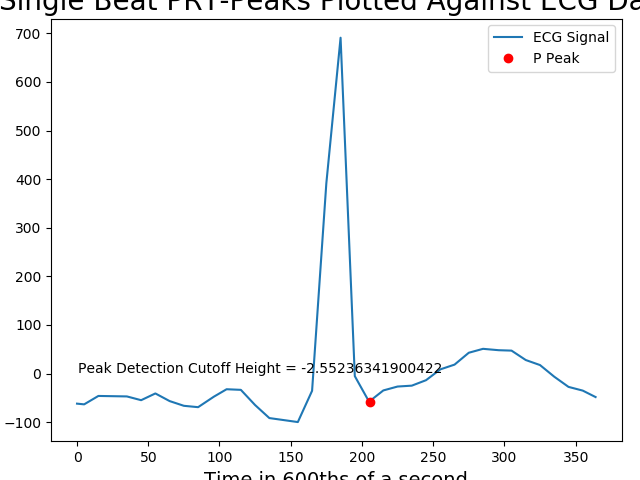 Single Beat PRT-Peaks Plotted Against ECG Da
ECG Signal
P Peak
700
600
500
400
300
200
100
0
−100
Peak Detection Cutoff Height = -2.55236341900422
0 50 100 150 200 250 300 350
Time in 600ths of a second